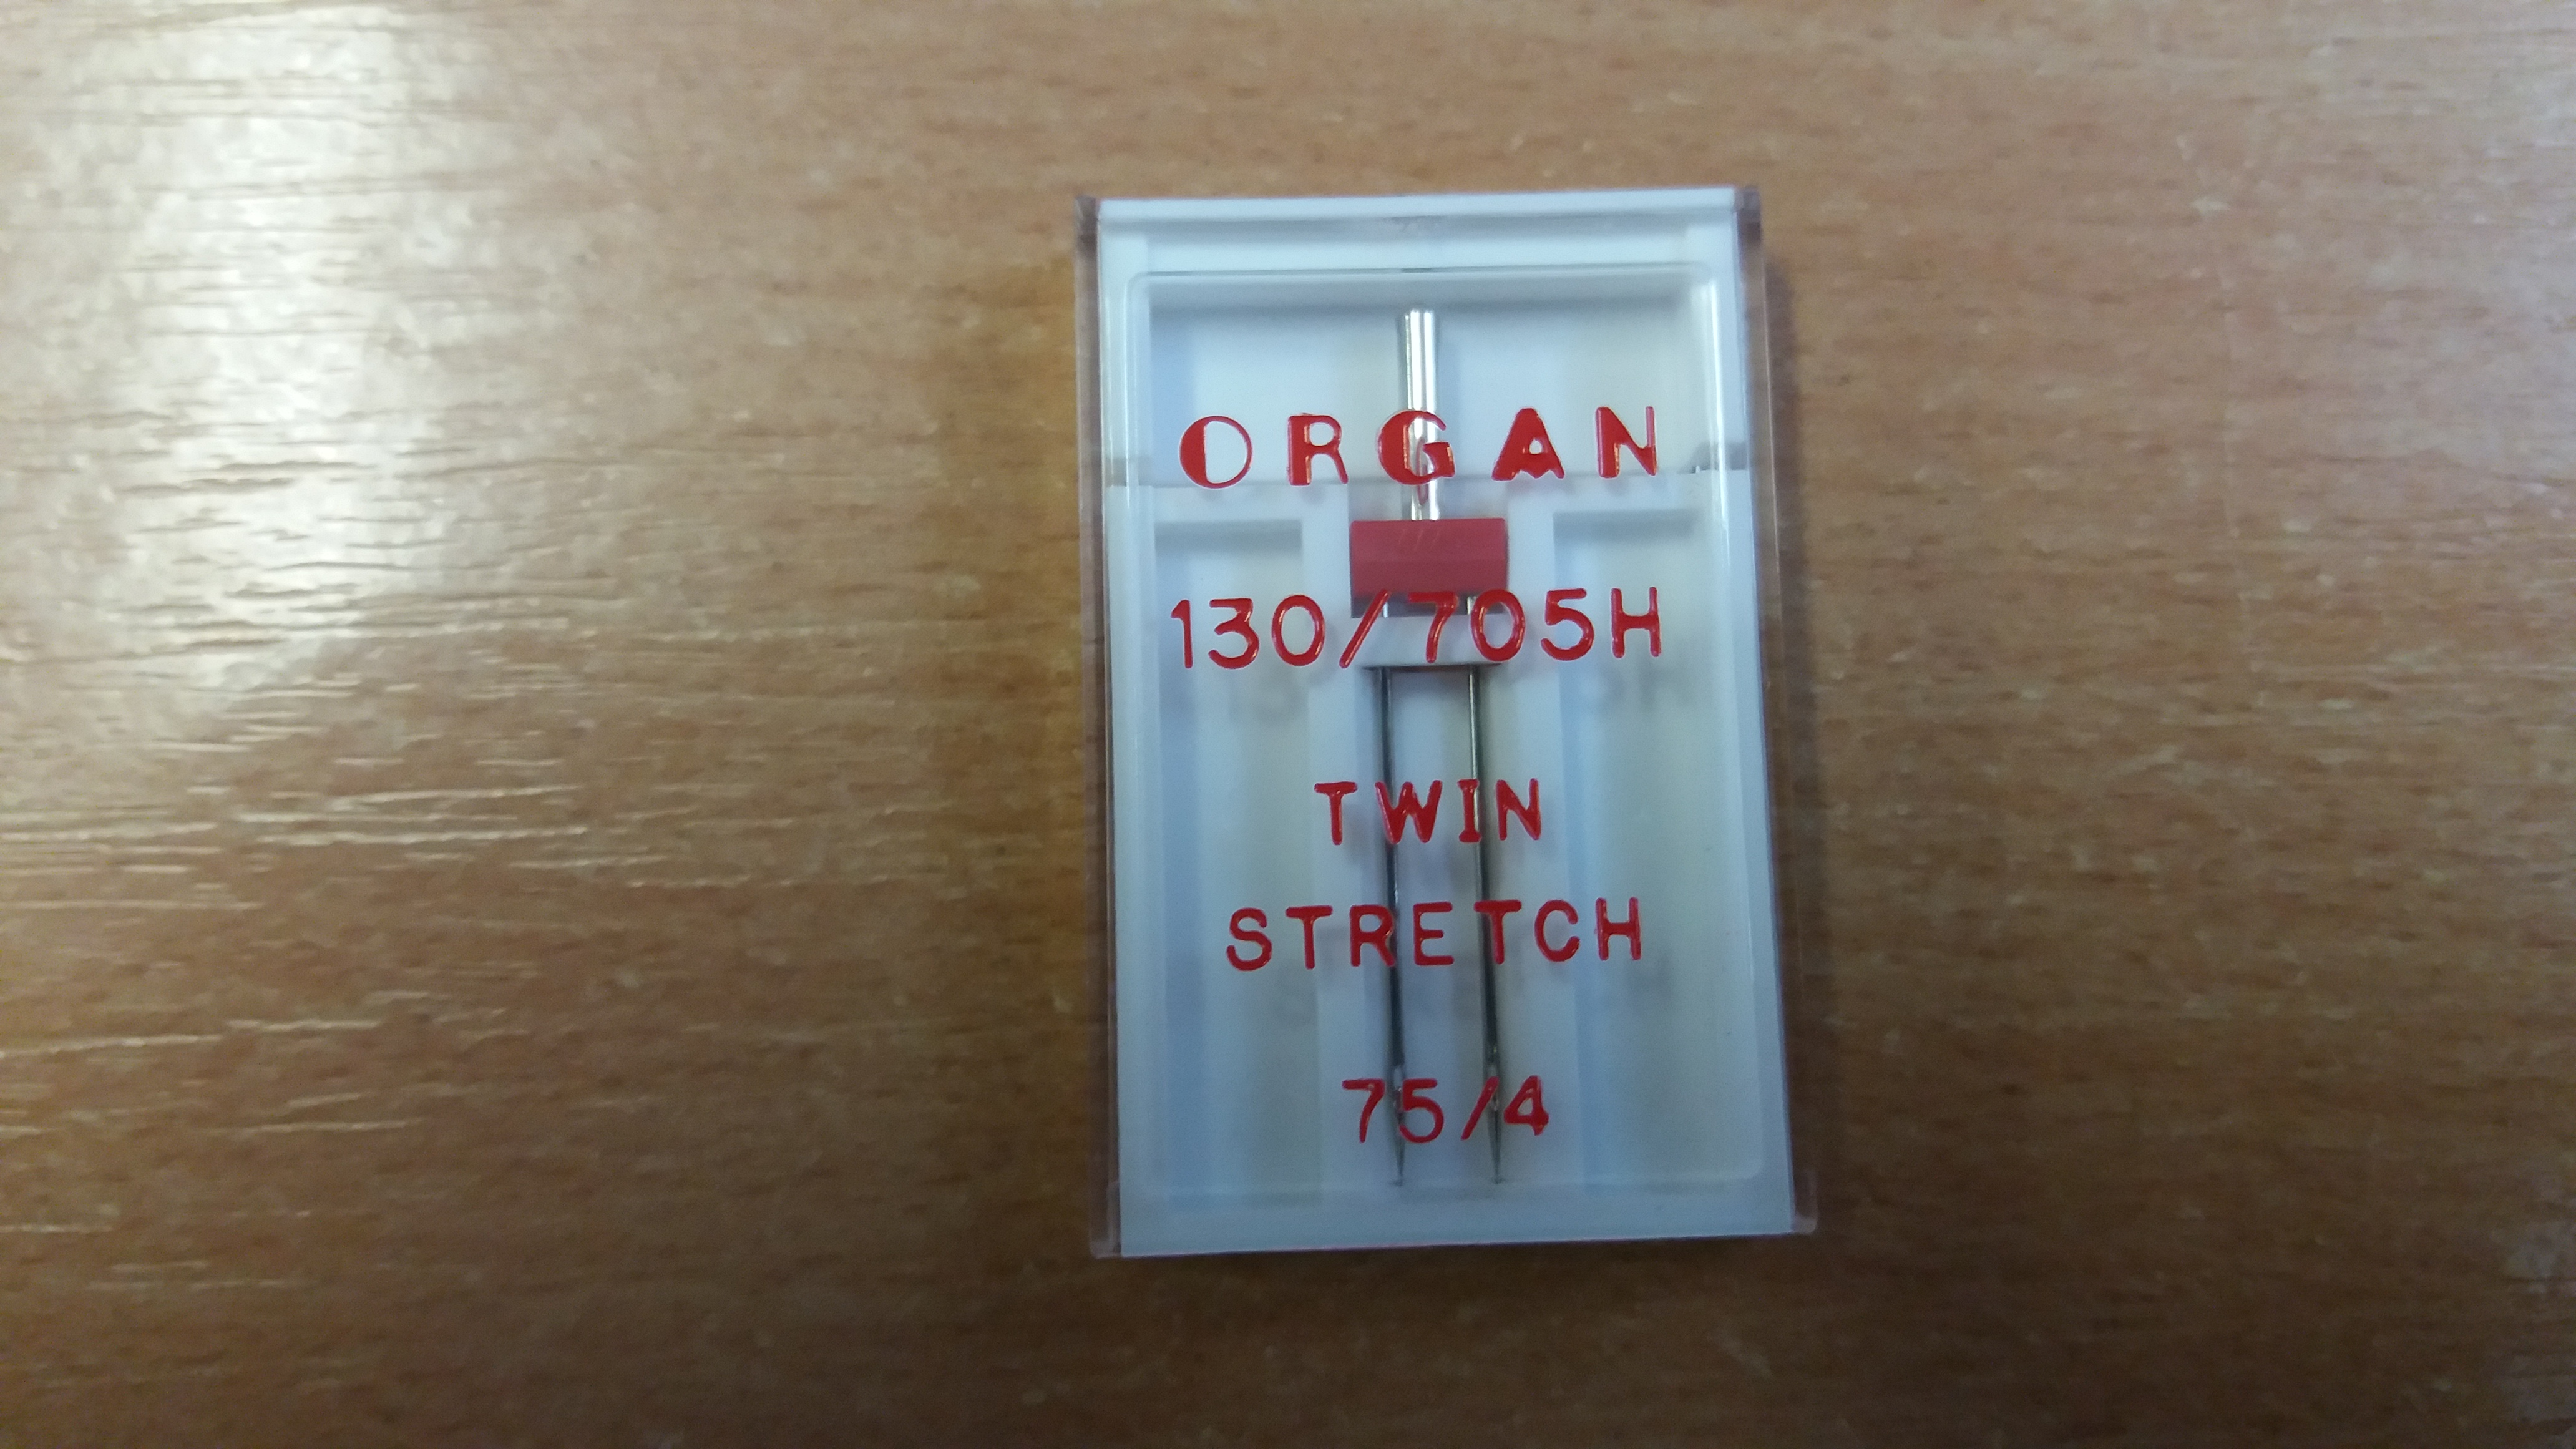 ORGAN
130/705H
TWIN
STRETCH
75/4